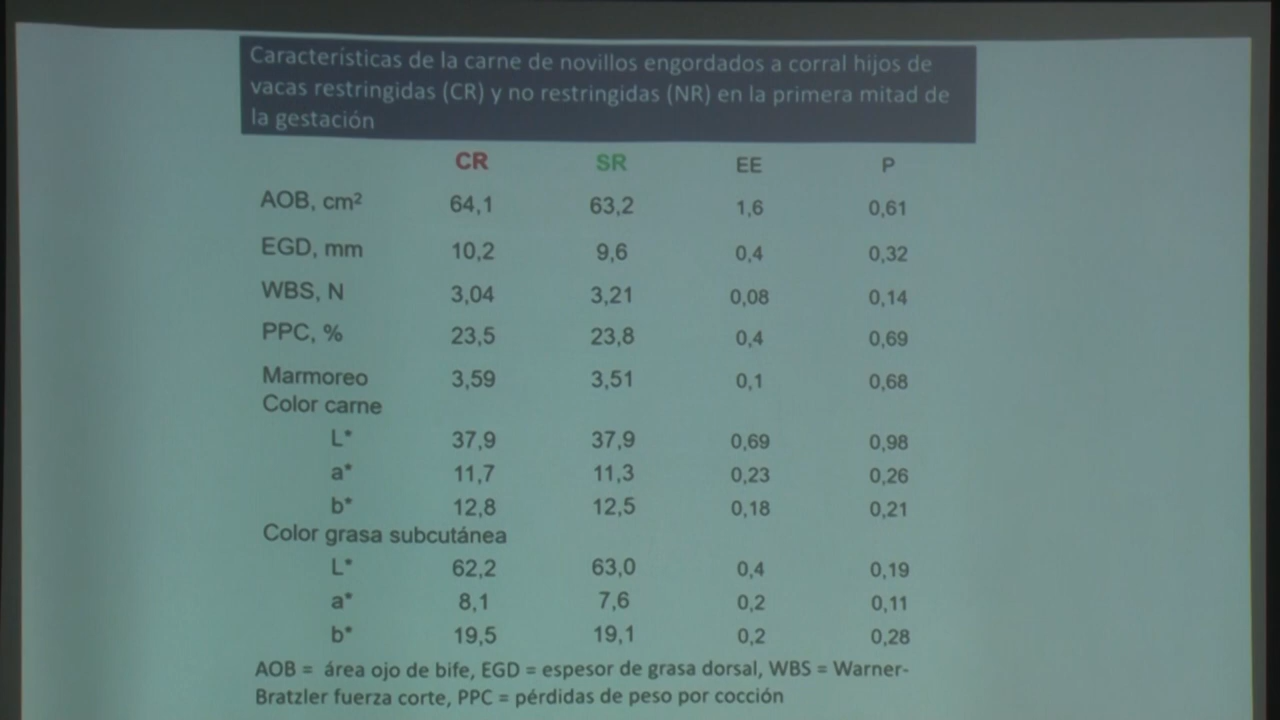 Características de la carne de novillos engordados a corral hijos de
vacas restringidas (CR) y no restringidas (NR) en la primera mitad de
la gestación
CR SR EE P
AOB, cm² 64,1 63,2 1,6 0,61
EGD, mm 10,2 9,6 0,4 0,32
WBS, N 3,04 3,21 0,08 0,14
PPC, % 23,5 23,8 0,4 0,69
Marmoreo 3,59 3,51 0,1 0,68
Color carne
L* 37,9 37,9 0,69 0,98
a* 11,7 11,3 0,23 0,26
b* 12,8 12,5 0,18 0,21
Color grasa subcutánea
L* 62,2 63,0 0,4 0,19
a* 8,1 7,6 0,2 0,11
b* 19,5 19,1 0,2 0,28
AOB = área ojo de bife, EGD = espesor de grasa dorsal, WBS = Warner-
Bratzler fuerza corte, PPC = pérdidas de peso por cocción